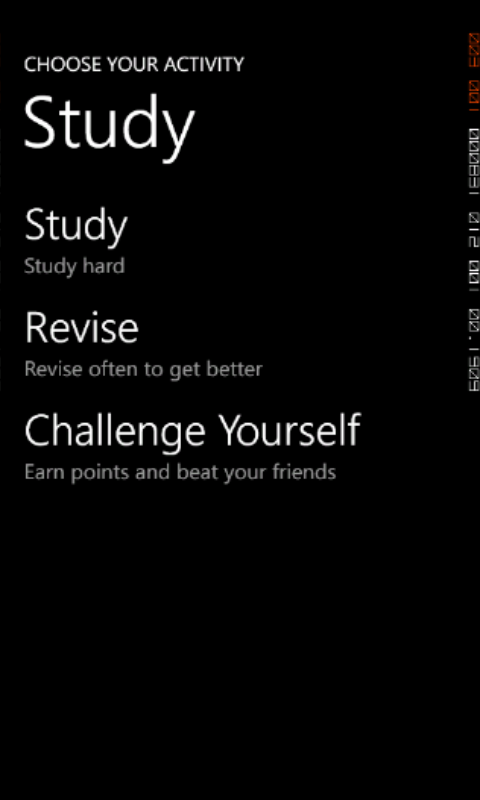 CHOOSE YOUR ACTIVITY
Study
Study
Study hard
Revise
Revise often to get better
Challenge Yourself
Earn points and beat your friends